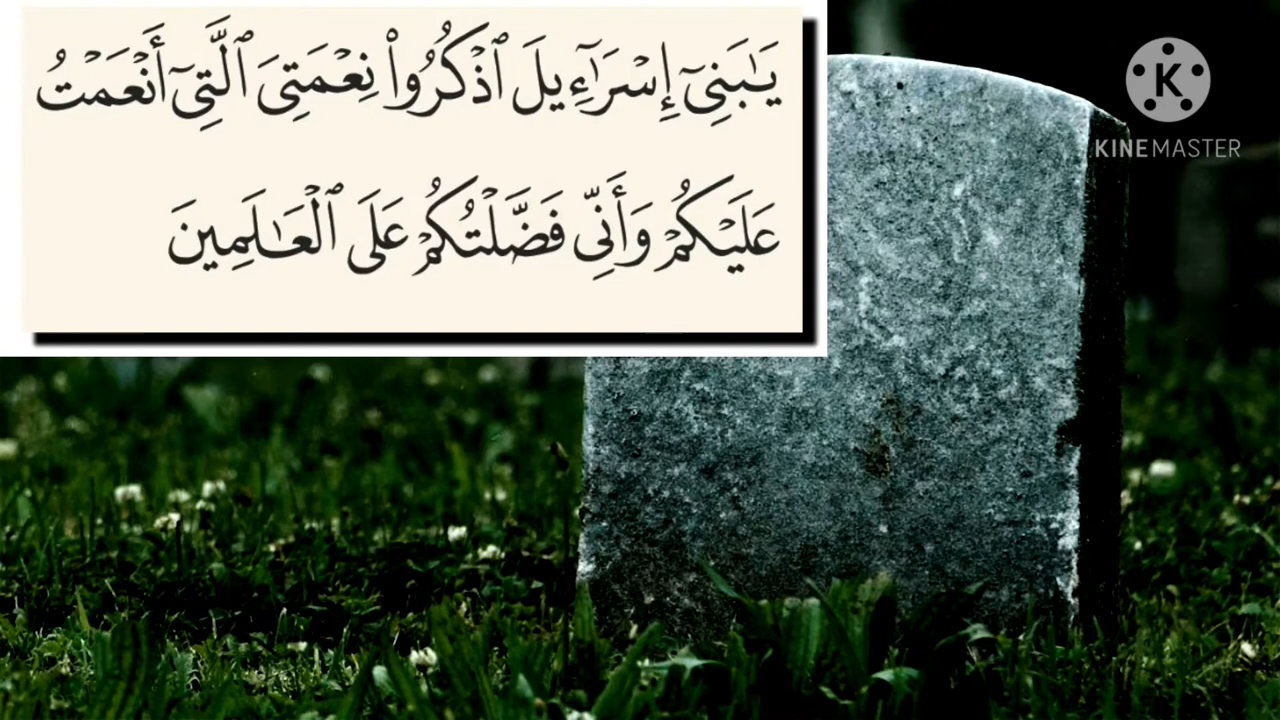 يَـٰبَنِىٓ إِسْرَٰٓءِيلَ ٱذْكُرُوا۟ نِعْمَتِىَ ٱلَّتِىٓ أَنْعَمْتُ
عَلَيْكُمْ وَأَنِّى فَضَّلْتُكُمْ عَلَى ٱلْعَـٰلَمِينَ
K
KINEMASTER